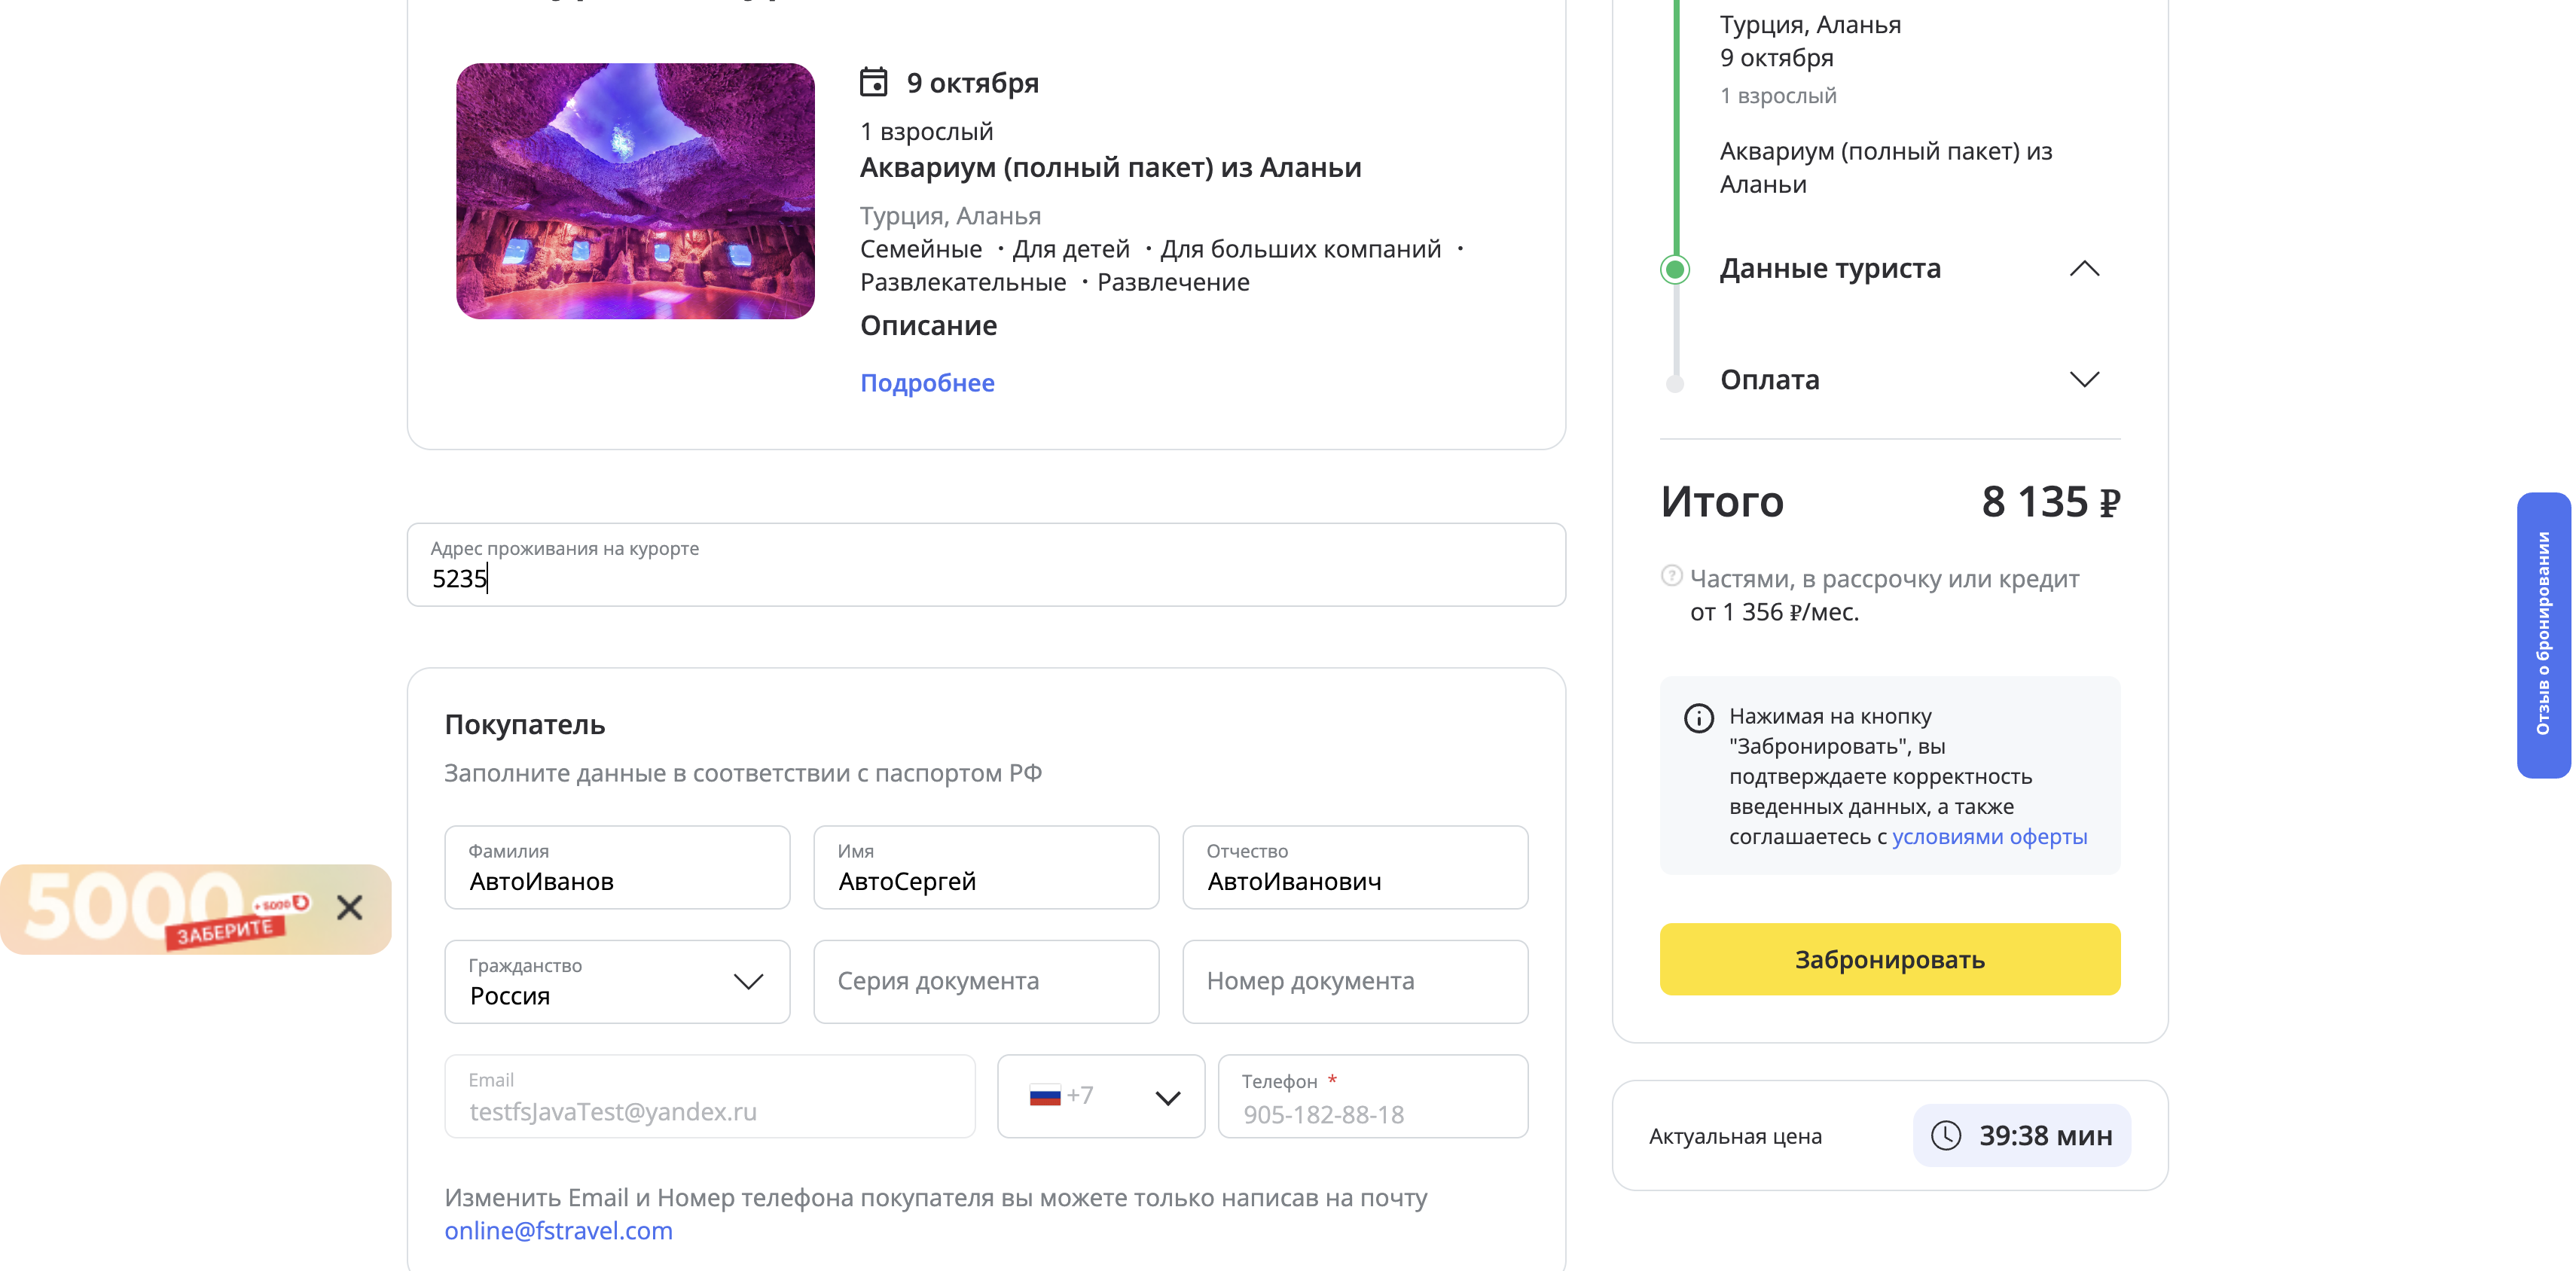 9 октября
1 взрослый
Аквариум (полный пакет) из Аланьи
Турция, Аланья
Семейные · Для детей · Для больших компаний ·
Развлекательные · Развлечение
Описание
Подробнее
Адрес проживания на курорте
5235
Покупатель
Заполните данные в соответствии с паспортом РФ
Фамилия
АвтоИванов
Имя
АвтоСергей
Отчество
АвтоИванович
Гражданство
Россия
Серия документа
Номер документа
Email
testfsJavaTest@yandex.ru
+7
Телефон *
905-182-88-18
Изменить Email и Номер телефона покупателя вы можете только написав на почту
online@fstravel.com
5000
+5000
ЗАБЕРИТЕ
Турция, Аланья
9 октября
1 взрослый
Аквариум (полный пакет) из
Аланьи
Данные туриста
Оплата
Итого 8 135 ₽
Частями, в рассрочку или кредит
от 1 356 ₽/мес.
Нажимая на кнопку
"Забронировать", вы
подтверждаете корректность
введенных данных, а также
соглашаетесь с условиями оферты
Забронировать
Актуальная цена 39:38 мин
Отзыв о бронировании